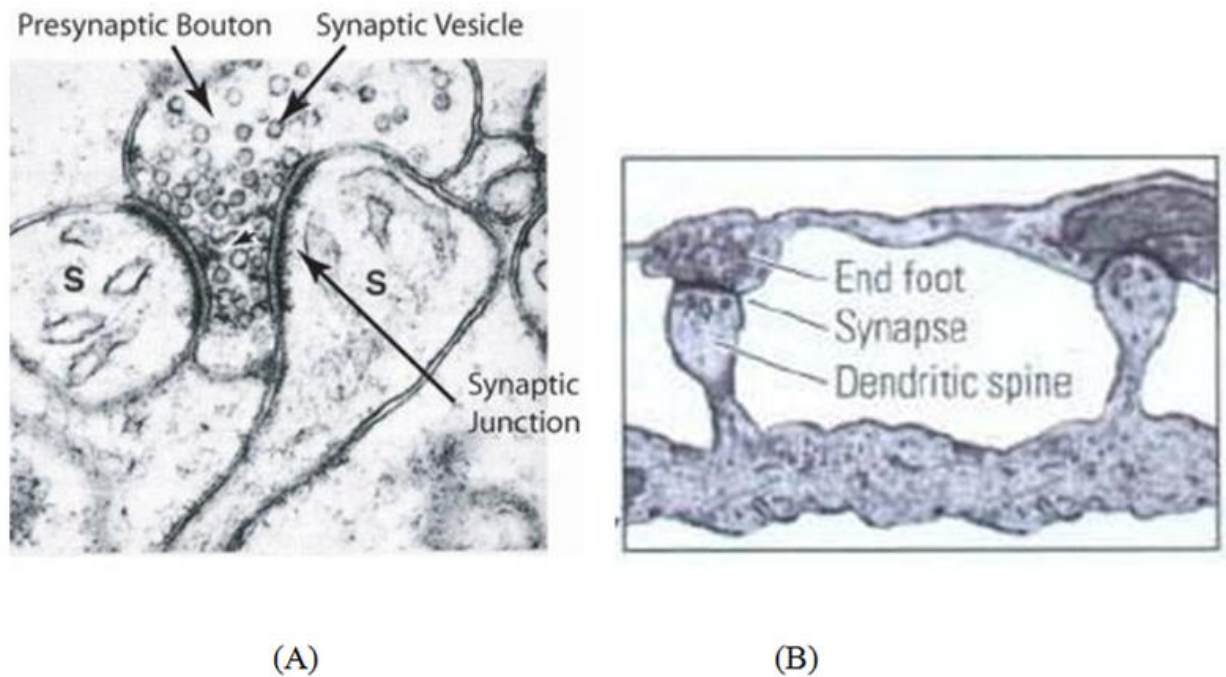 Presynaptic Bouton
Synaptic Vesicle
S
S
Synaptic
Junction
End foot
Synapse
Dendritic spine
(A)
(B)